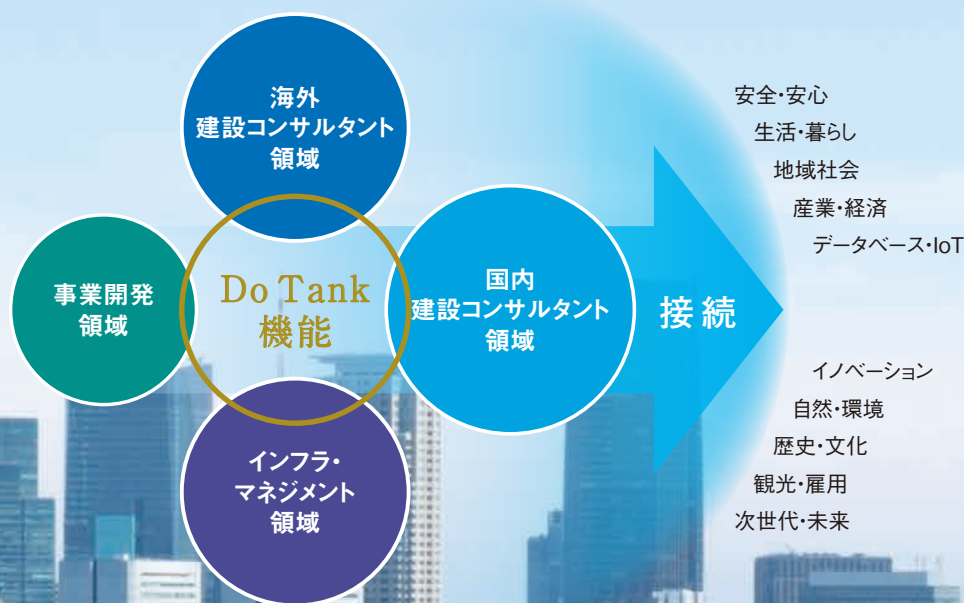 海外
建設コンサルタント
領域
事業開発
領域
Do Tank
機能
国内
建設コンサルタント
領域
インフラ・
マネジメント
領域
接続
安全・安心
生活・暮らし
地域社会
産業・経済
データベース・IoT
イノベーション
自然・環境
歴史・文化
観光・雇用
次世代・未来